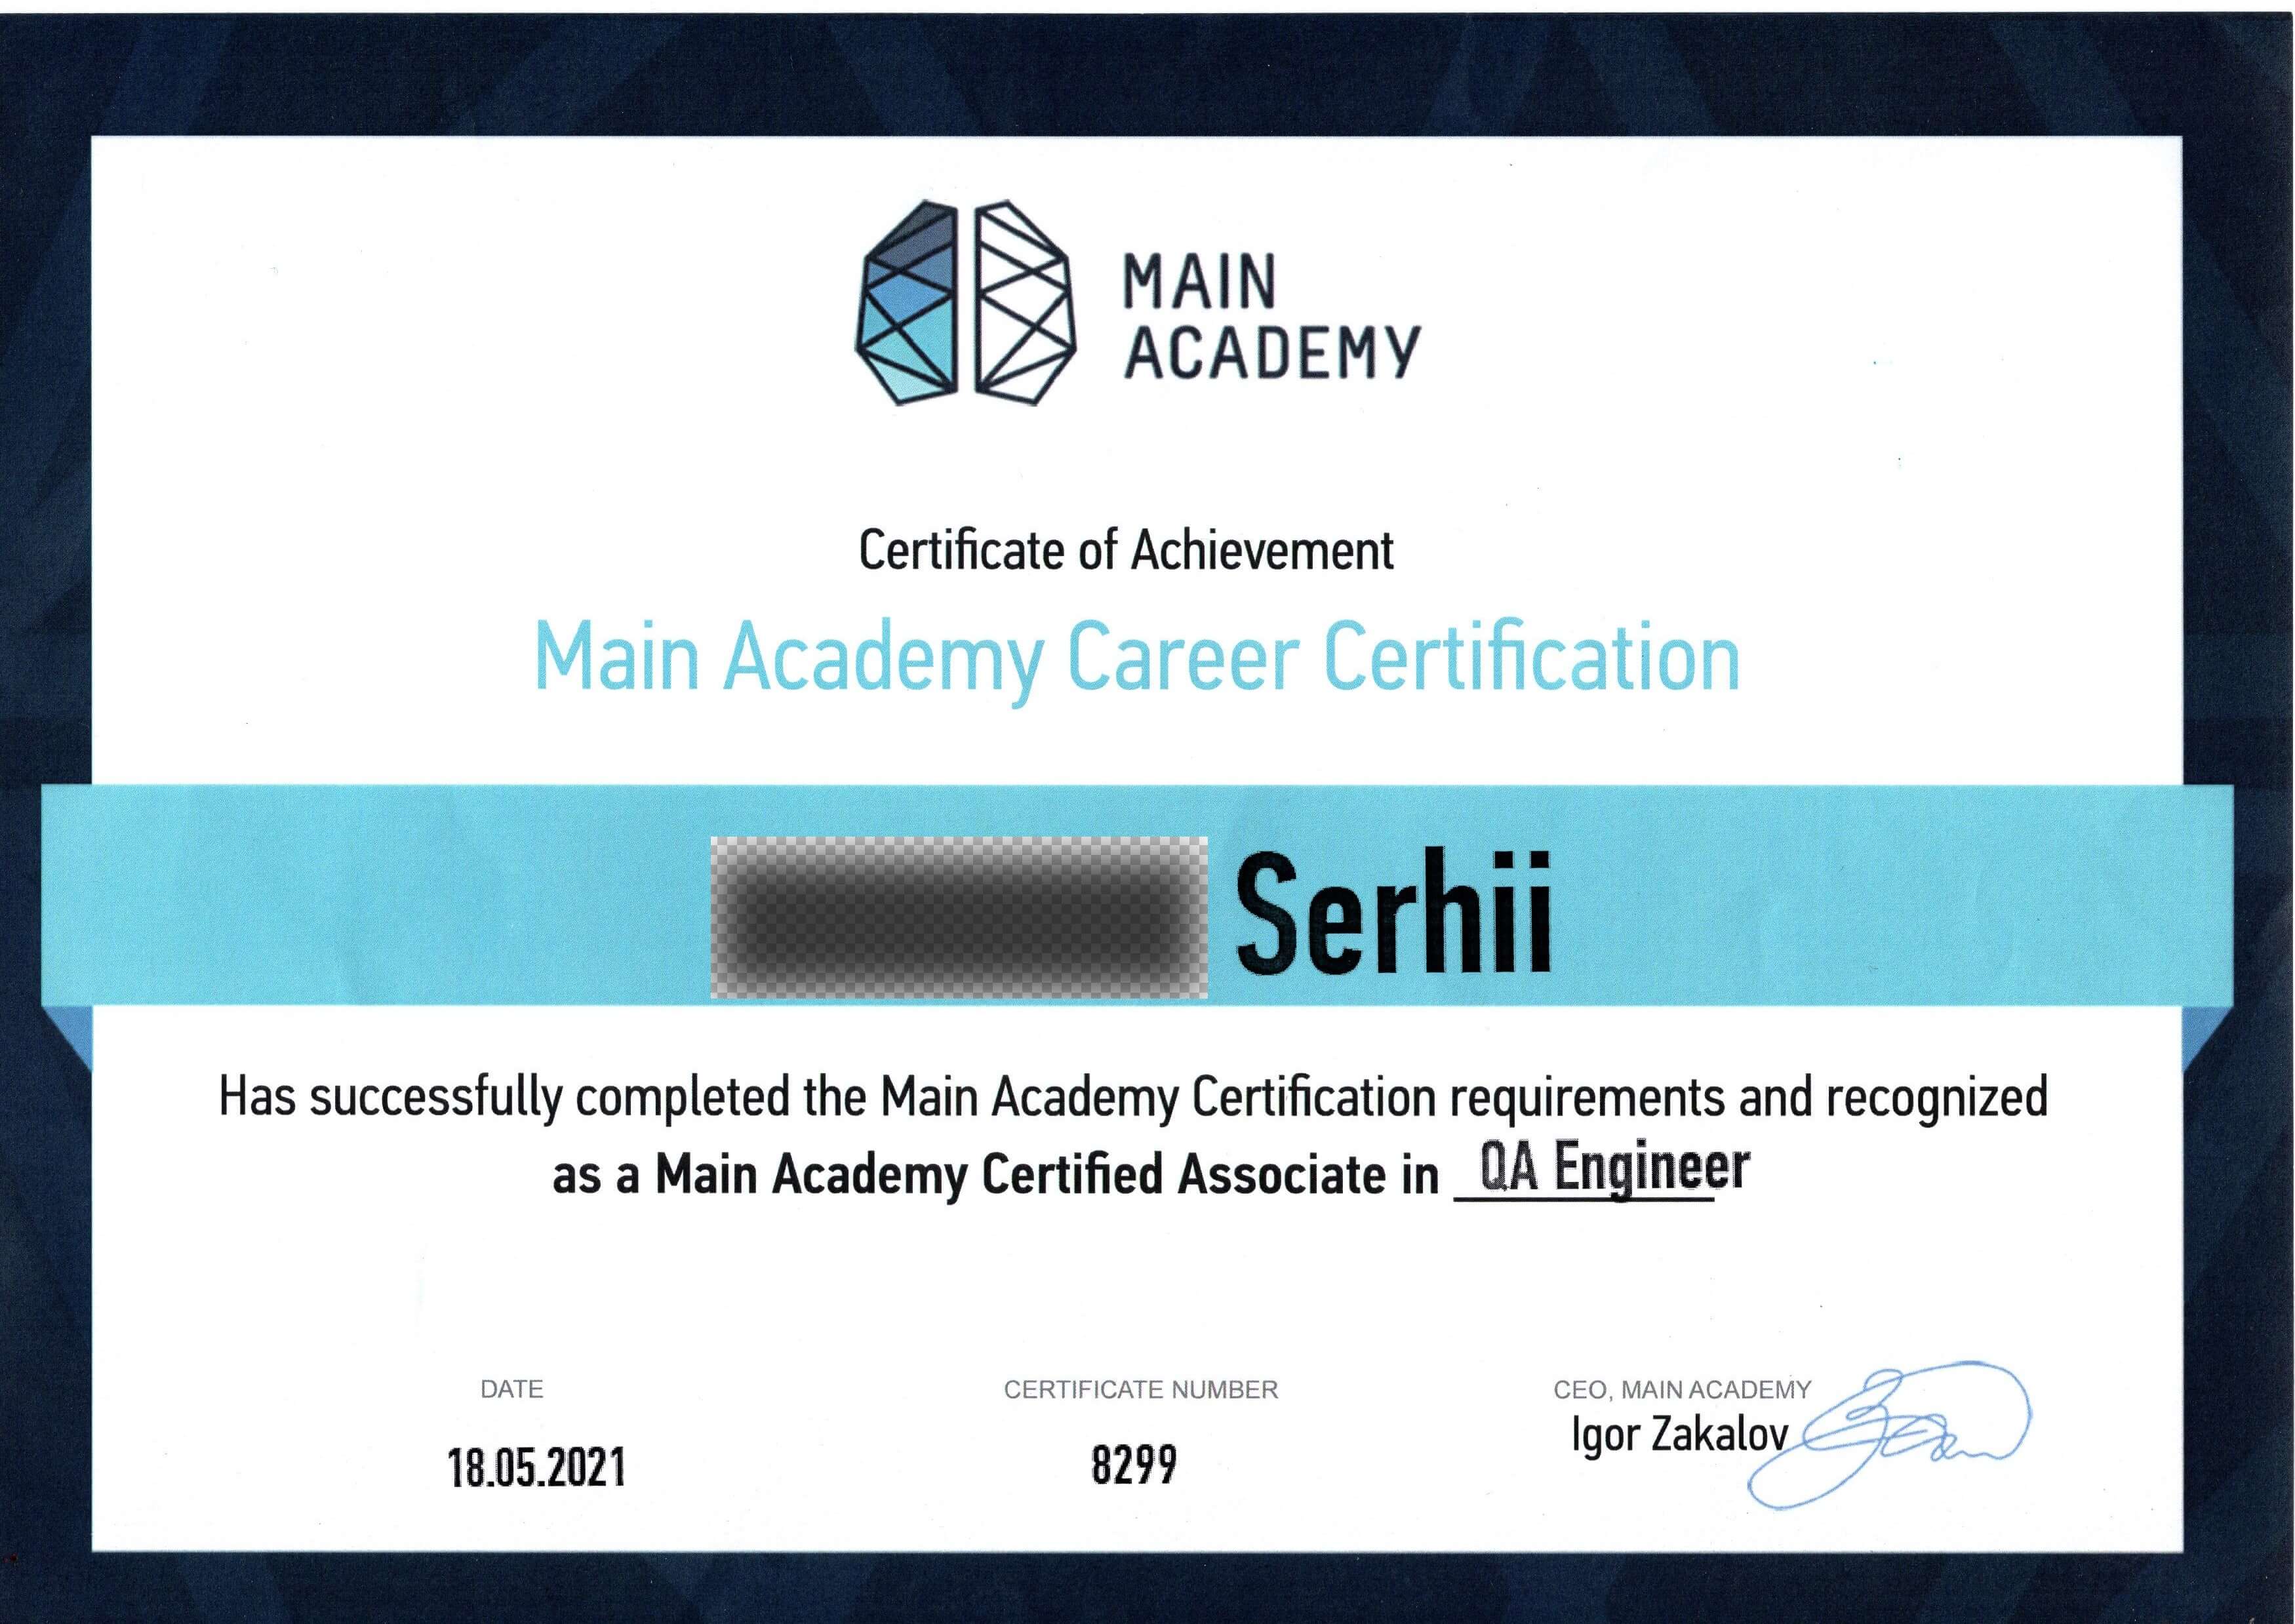 MAIN
ACADEMY
Certificate of Achievement
Main Academy Career Certification
Serhii
Has successfully completed the Main Academy Certification requirements and recognized
as a Main Academy Certified Associate in QA Engineer
DATE
18.05.2021
CERTIFICATE NUMBER
8299
CEO, MAIN ACADEMY
Igor Zakalov